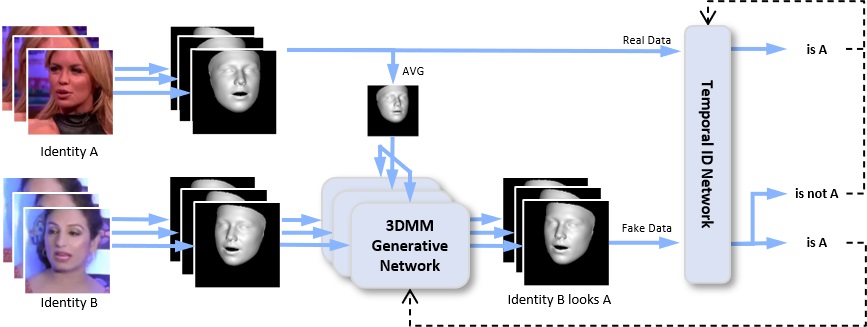 Real Data
is A
AVG
Temporal ID Network
Identity A
is not A
3DMM
Generative
Network
Fake Data
is A
Identity B
Identity B looks A